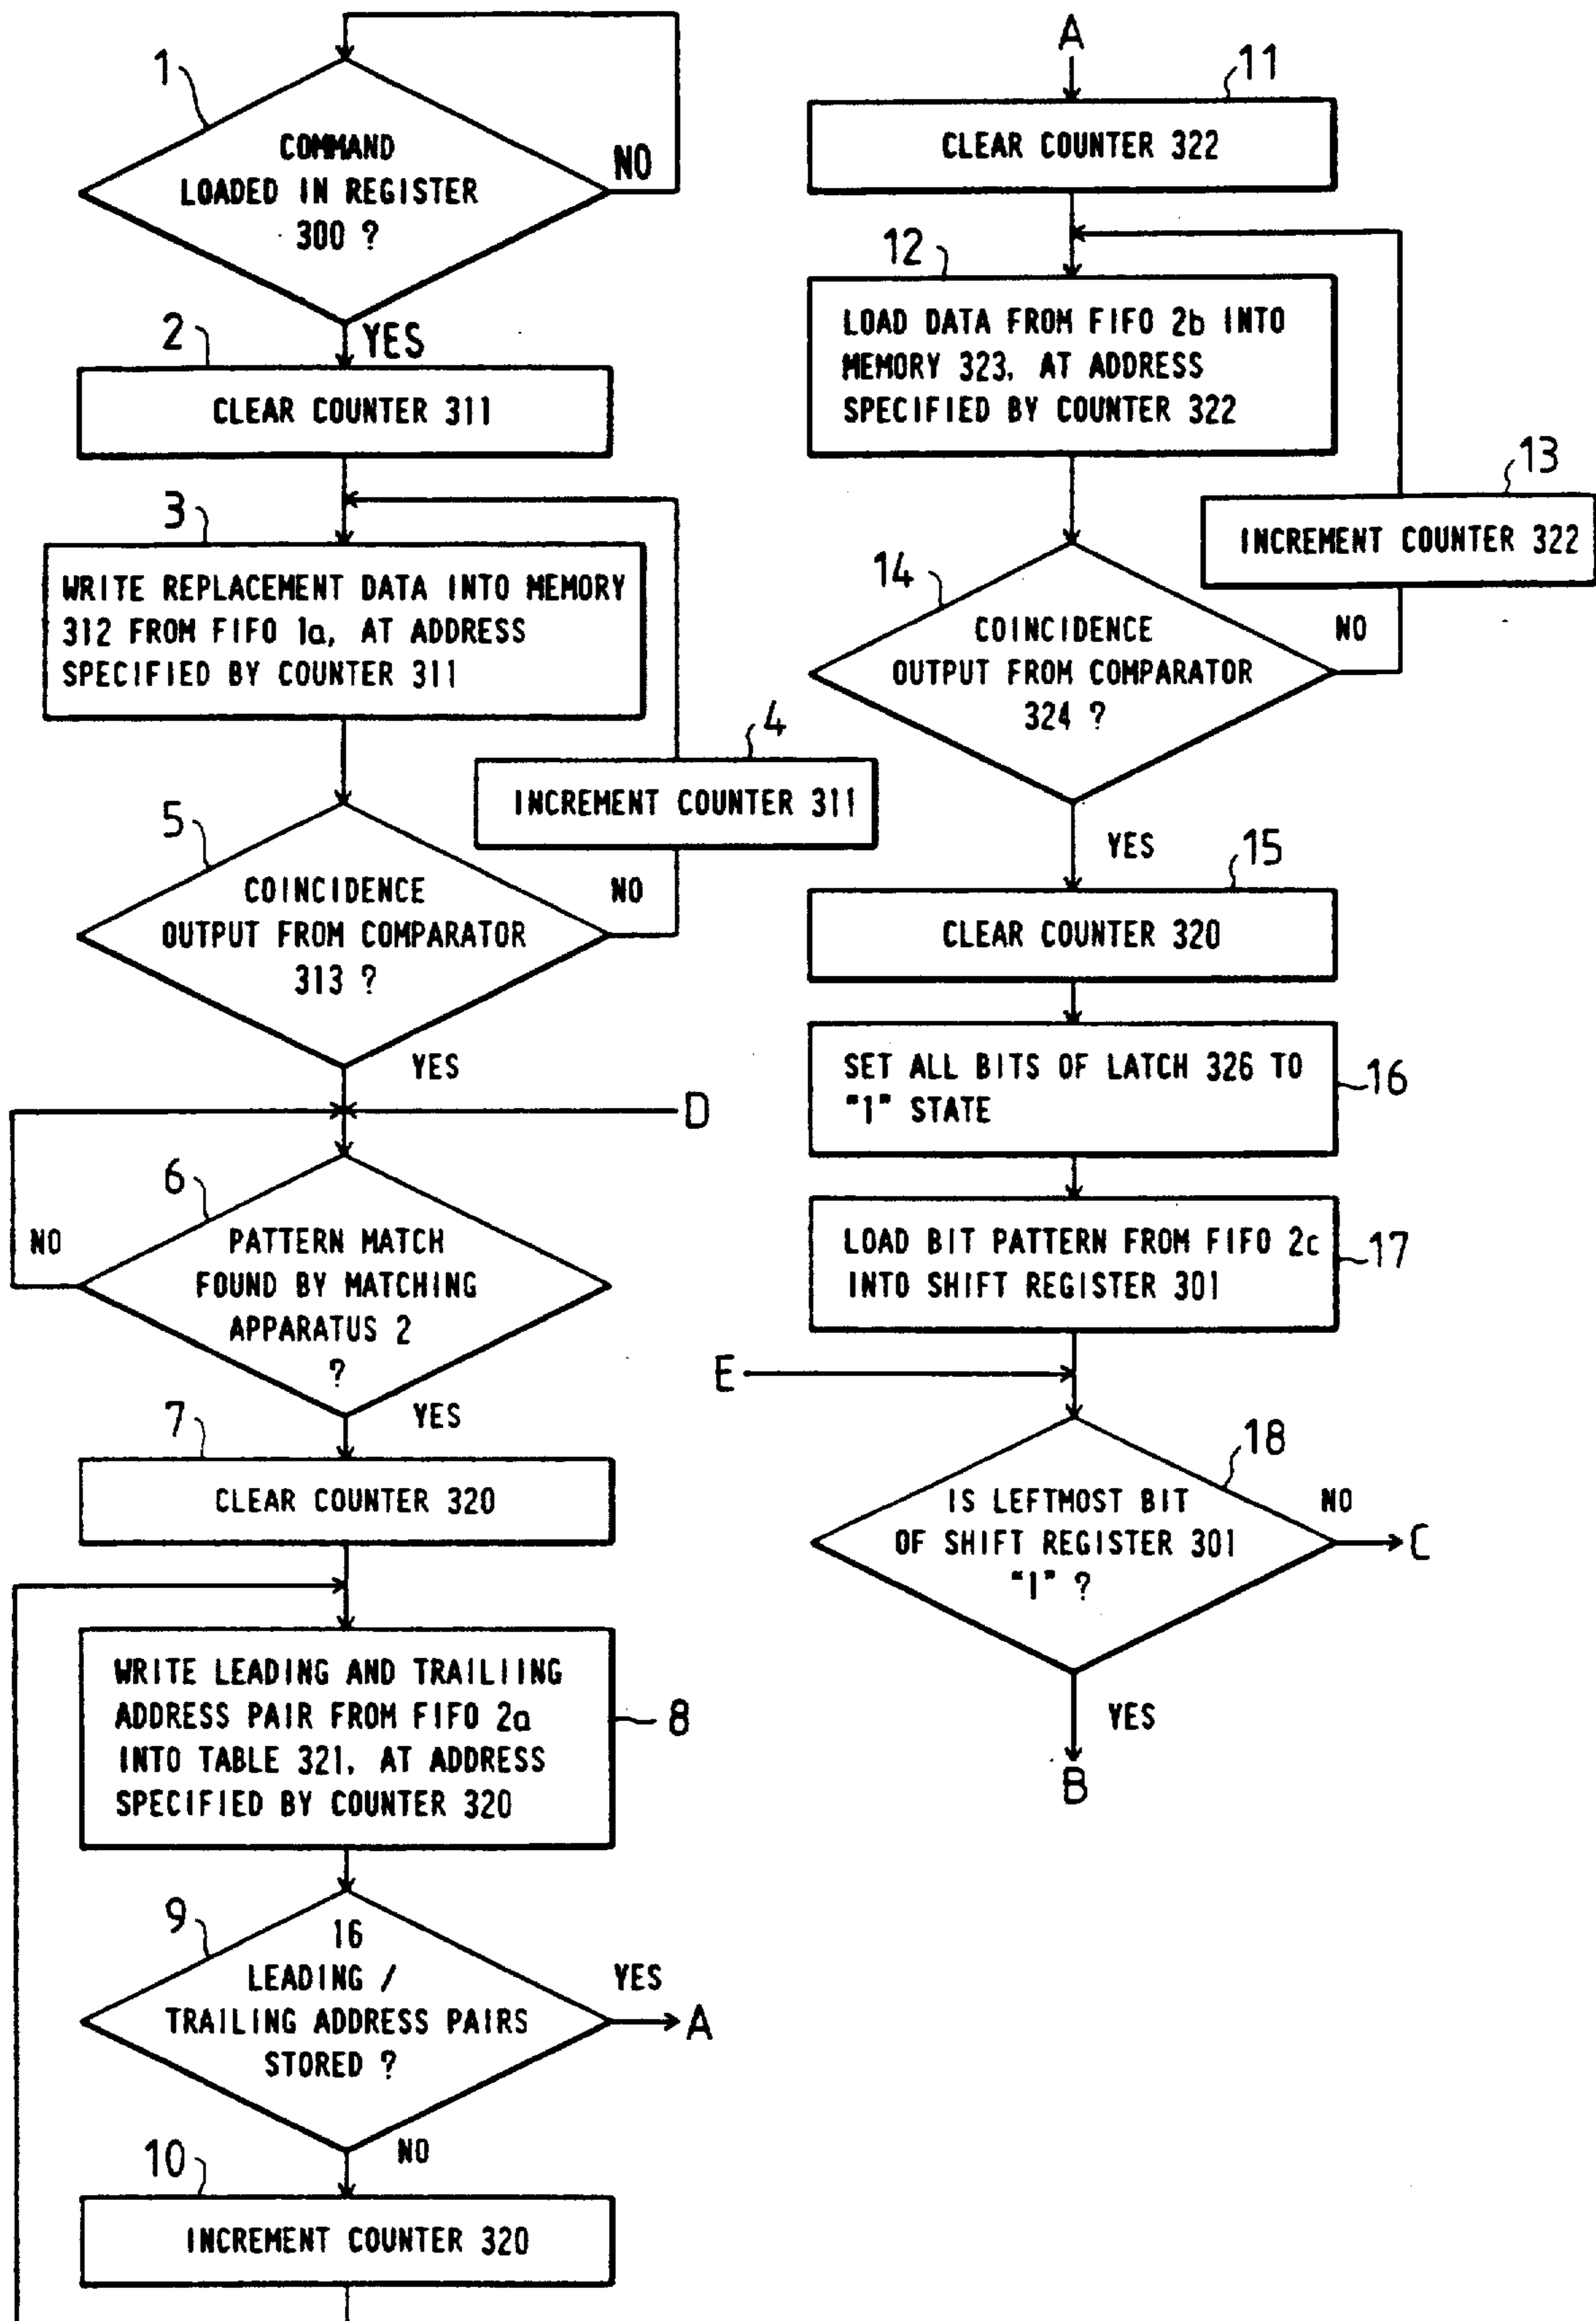 1
COMMAND
LOADED IN REGISTER
300 ?
NO
YES
2
CLEAR COUNTER 311
3
WRITE REPLACEMENT DATA INTO MEMORY
312 FROM FIFO 1a, AT ADDRESS
SPECIFIED BY COUNTER 311
4
INCREMENT COUNTER 311
5
COINCIDENCE
OUTPUT FROM COMPARATOR
313 ?
NO
YES
D
6
PATTERN MATCH
FOUND BY MATCHING
APPARATUS 2
?
NO
YES
7
CLEAR COUNTER 320
WRITE LEADING AND TRAILIING
ADDRESS PAIR FROM FIFO 2a
INTO TABLE 321, AT ADDRESS
SPECIFIED BY COUNTER 320
8
9
16
LEADING /
TRAILING ADDRESS PAIRS
STORED ?
YES
A
NO
10
INCREMENT COUNTER 320
A
11
CLEAR COUNTER 322
12
LOAD DATA FROM FIFO 2b INTO
MEMORY 323, AT ADDRESS
SPECIFIED BY COUNTER 322
13
INCREMENT COUNTER 322
14
COINCIDENCE
OUTPUT FROM COMPARATOR
324 ?
NO
YES
15
CLEAR COUNTER 320
SET ALL BITS OF LATCH 326 TO
"1" STATE
16
LOAD BIT PATTERN FROM FIFO 2c
INTO SHIFT REGISTER 301
17
E
18
IS LEFTMOST BIT
OF SHIFT REGISTER 301
"1" ?
NO
C
YES
B